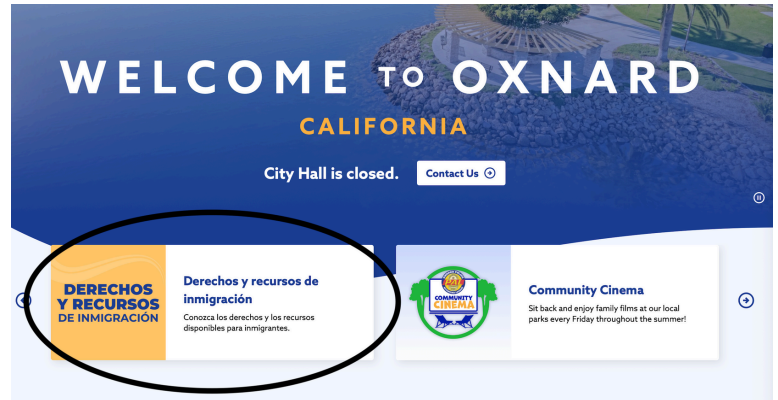 WELCOME TO OXNARD
CALIFORNIA
City Hall is closed.
Contact Us
DERECHOS
Y RECURSOS
DE INMIGRACIÓN
Derechos y recursos de
inmigración
Conozca los derechos y los recursos
disponibles para inmigrantes.
COMMUNITY
CINEMA
Community Cinema
Sit back and enjoy family films at our local
parks every Friday throughout the summer!